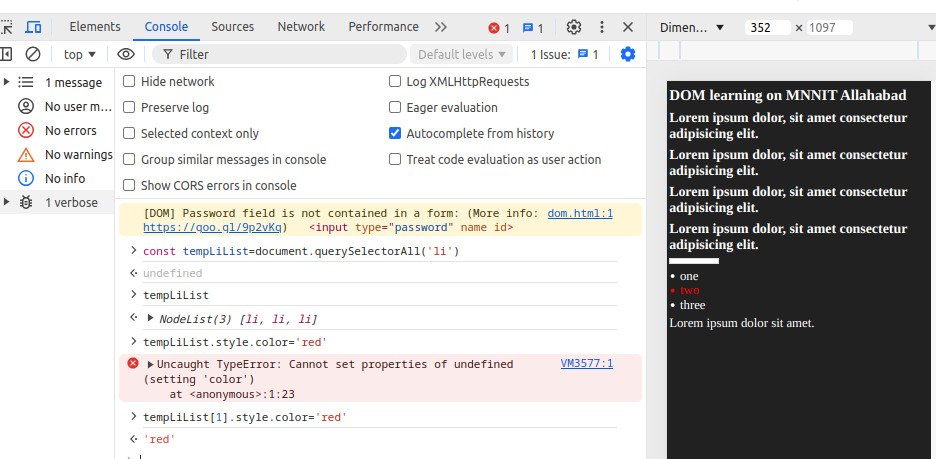 Elements Console Sources Network Performance >> 1 1
top Filter Default levels 1 Issue: 1
1 message
No user m...
No errors
No warnings
No info
1 verbose
Hide network Log XMLHttpRequests
Preserve log Eager evaluation
Selected context only Autocomplete from history
Group similar messages in console Treat code evaluation as user action
Show CORS errors in console
[DOM] Password field is not contained in a form: (More info: dom.html:1
https://goo.gl/9p2vKq) <input type="password" name id>
> const tempLiList=document.querySelectorAll('li')
undefined
> tempLiList
NodeList(3) [li, li, li]
> tempLiList.style.color='red'
Uncaught TypeError: Cannot set properties of undefined VM3577:1
(setting 'color')
at <anonymous>:1:23
> tempLiList[1].style.color='red'
'red'
Dimen... 352 × 1097
DOM learning on MNNIT Allahabad
Lorem ipsum dolor, sit amet consectetur
adipisicing elit.
Lorem ipsum dolor, sit amet consectetur
adipisicing elit.
Lorem ipsum dolor, sit amet consectetur
adipisicing elit.
Lorem ipsum dolor, sit amet consectetur
adipisicing elit.
• one
• two
• three
Lorem ipsum dolor sit amet.